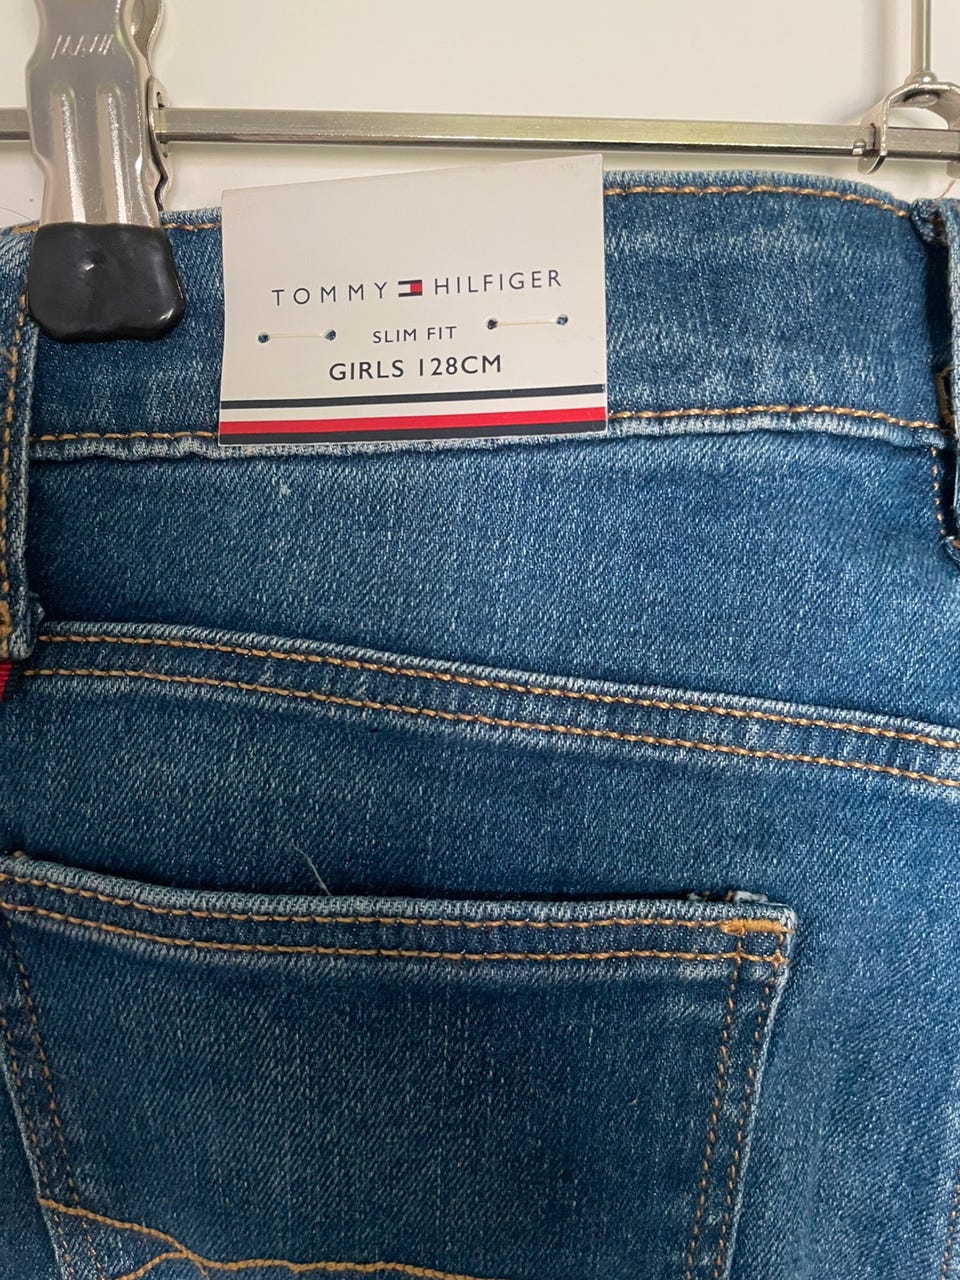 TOMMY HILFIGER
SLIM FIT
GIRLS 128CM